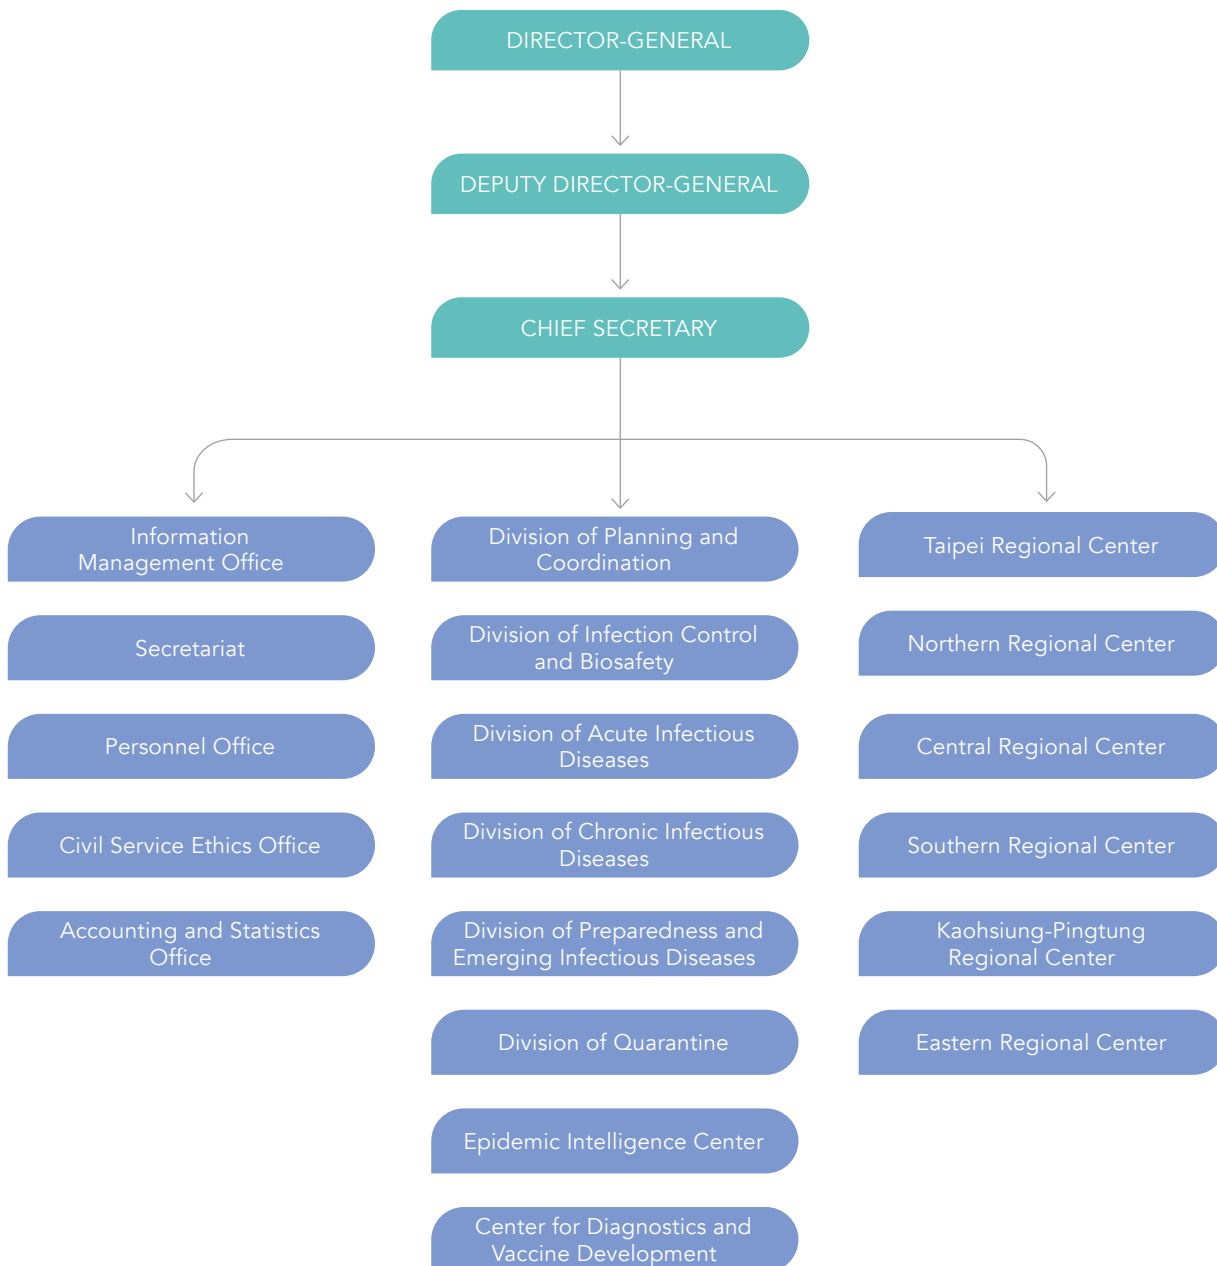 DIRECTOR-GENERAL
DEPUTY DIRECTOR-GENERAL
CHIEF SECRETARY
Information
Management Office
Secretariat
Personnel Office
Civil Service Ethics Office
Accounting and Statistics
Office
Division of Planning and
Coordination
Division of Infection Control
and Biosafety
Division of Acute Infectious
Diseases
Division of Chronic Infectious
Diseases
Division of Preparedness and
Emerging Infectious Diseases
Division of Quarantine
Epidemic Intelligence Center
Center for Diagnostics and
Vaccine Development
Taipei Regional Center
Northern Regional Center
Central Regional Center
Southern Regional Center
Kaohsiung-Pingtung
Regional Center
Eastern Regional Center